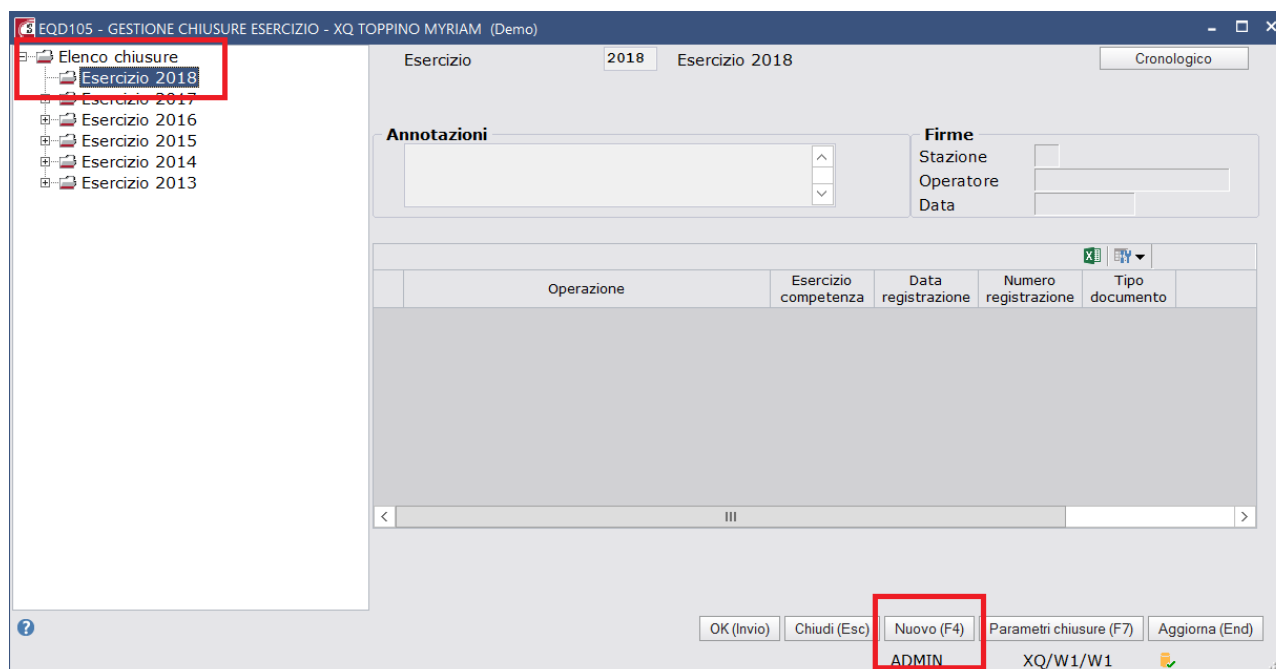 EQD105 - GESTIONE CHIUSURE ESERCIZIO - XQ TOPPINO MYRIAM (Demo)
Elenco chiusure
Esercizio 2018
Esercizio 2017
Esercizio 2016
Esercizio 2015
Esercizio 2014
Esercizio 2013
Esercizio 2018 Esercizio 2018 Cronologico
Annotazioni
Firme
Stazione
Operatore
Data
Operazione Esercizio competenza Data registrazione Numero registrazione Tipo documento
OK (Invio) Chiudi (Esc) Nuovo (F4) Parametri chiusure (F7) Aggiorna (End)
ADMIN XQ/W1/W1